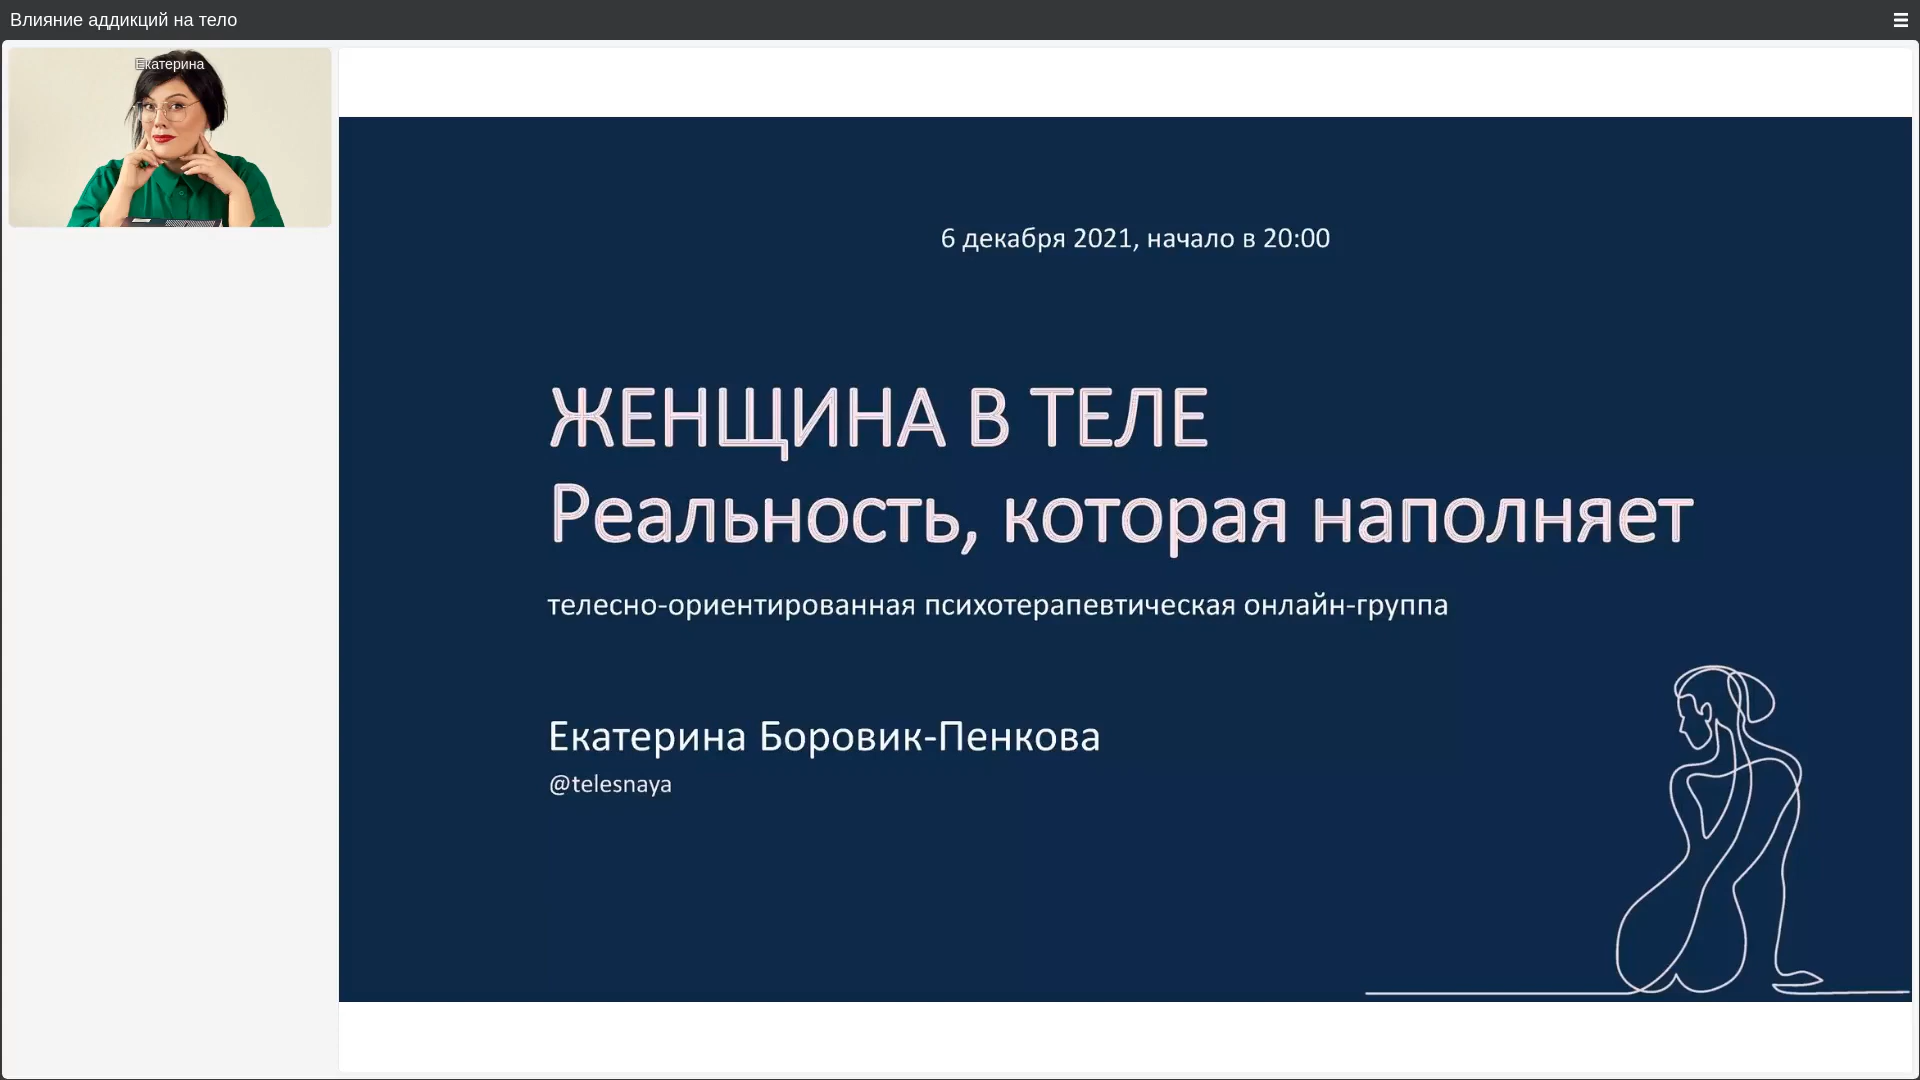 Влияние аддикций на тело
Екатерина
6 декабря 2021, начало в 20:00
ЖЕНЩИНА В ТЕЛЕ
Реальность, которая наполняет
телесно-ориентированная психотерапевтическая онлайн-группа
Екатерина Боровик-Пенкова
@telesnaya